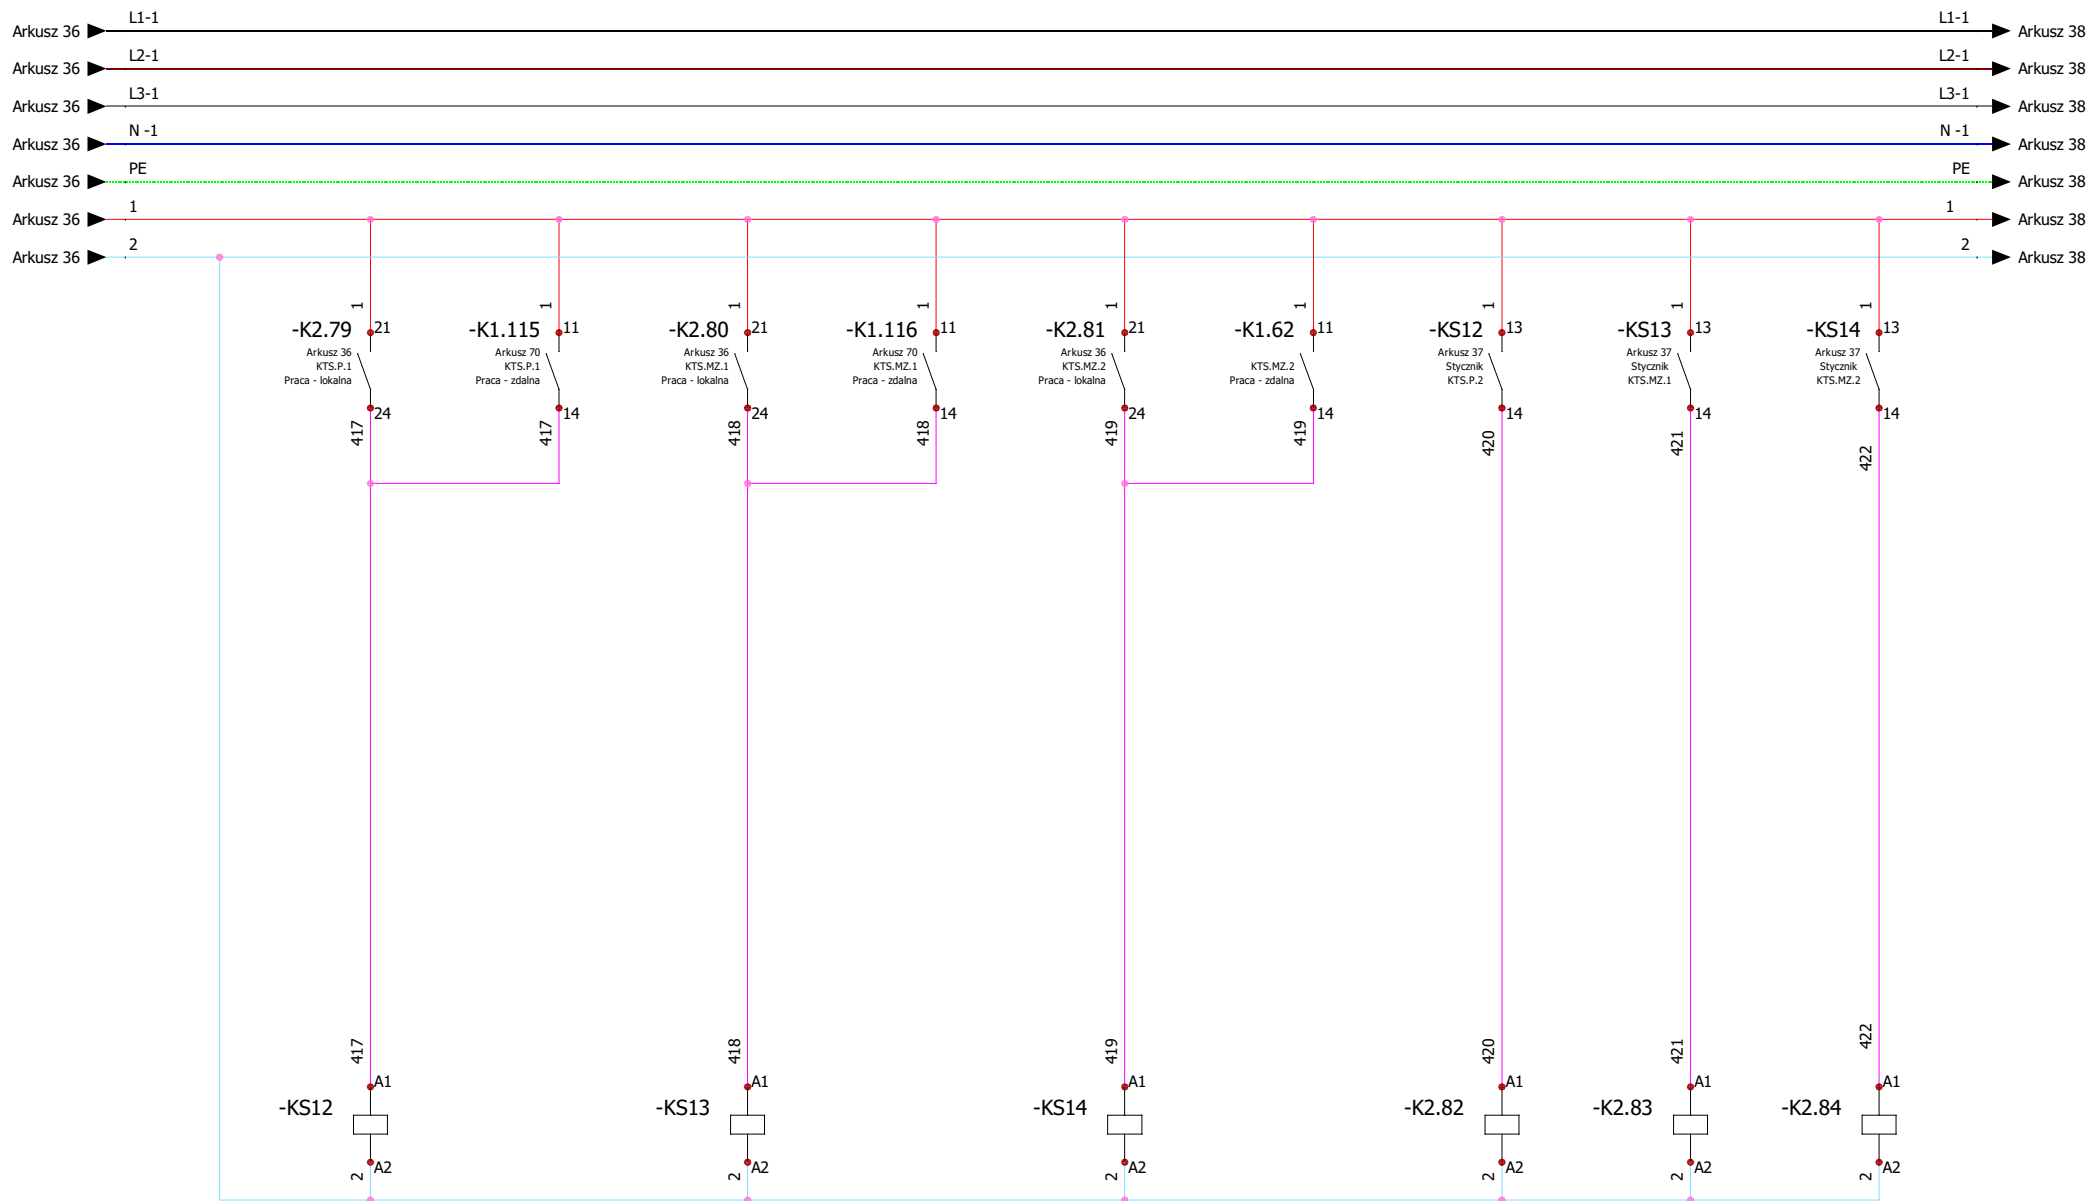 Arkusz 36 L1-1 L1-1 Arkusz 38
Arkusz 36 L2-1 L2-1 Arkusz 38
Arkusz 36 L3-1 L3-1 Arkusz 38
Arkusz 36 N -1 N -1 Arkusz 38
Arkusz 36 PE PE Arkusz 38
Arkusz 36 1 1 Arkusz 38
Arkusz 36 2 2 Arkusz 38
1 1 1 1 1 1 1 1 1
-K2.79 21 -K1.115 11 -K2.80 21 -K1.116 11 -K2.81 21 -K1.62 11 -KS12 13 -KS13 13 -KS14 13
Arkusz 36 Arkusz 70 Arkusz 36 Arkusz 70 Arkusz 36 Arkusz 37 Arkusz 37 Arkusz 37
KTS.P.1 KTS.P.1 KTS.MZ.1 KTS.MZ.1 KTS.MZ.2 KTS.MZ.2 Stycznik Stycznik Stycznik
Praca - lokalna Praca - zdalna Praca - lokalna Praca - zdalna Praca - lokalna Praca - zdalna KTS.P.2 KTS.MZ.1 KTS.MZ.2
24 14 24 14 24 14 14 14 14
417 417 418 418 419 419 420 421 422
417 418 419 420 421 422
A1 A1 A1 A1 A1 A1
-KS12 -KS13 -KS14 -K2.82 -K2.83 -K2.84
A2 A2 A2 A2 A2 A2
2 2 2 2 2 2